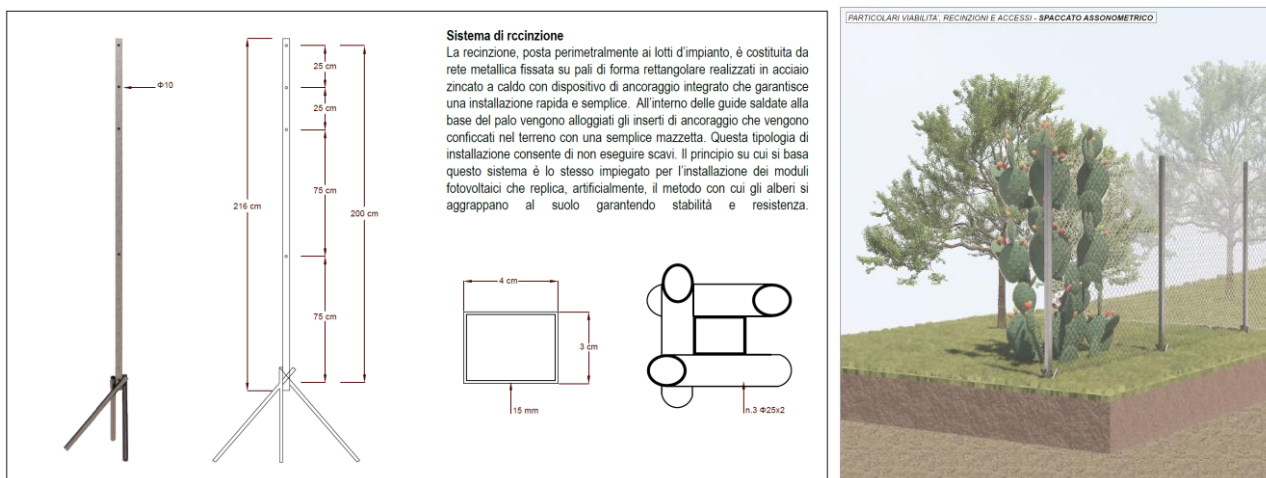 Sistema di rccinzione
La recinzione, posta perimetralmente ai lotti d'impianto, è costituita da
rete metallica fissata su pali di forma rettangolare realizzati in acciaio
zincato a caldo con dispositivo di ancoraggio integrato che garantisce
una installazione rapida e semplice. All'interno delle guide saldate alla
base del palo vengono alloggiati gli inserti di ancoraggio che vengono
conficcati nel terreno con una semplice mazzetta. Questa tipologia di
installazione consente di non eseguire scavi. Il principio su cui si basa
questo sistema è lo stesso impiegato per l'installazione dei moduli
fotovoltaici che replica, artificialmente, il metodo con cui gli alberi si
aggrappano al suolo garantendo stabilità e resistenza.
Φ10
25 cm
25 cm
75 cm
216 cm
200 cm
75 cm
4 cm
3 cm
15 mm
n.3 Φ25x2
PARTICOLARI VIABILITA', RECINZIONI E ACCESSI - SPACCATO ASSONOMETRICO